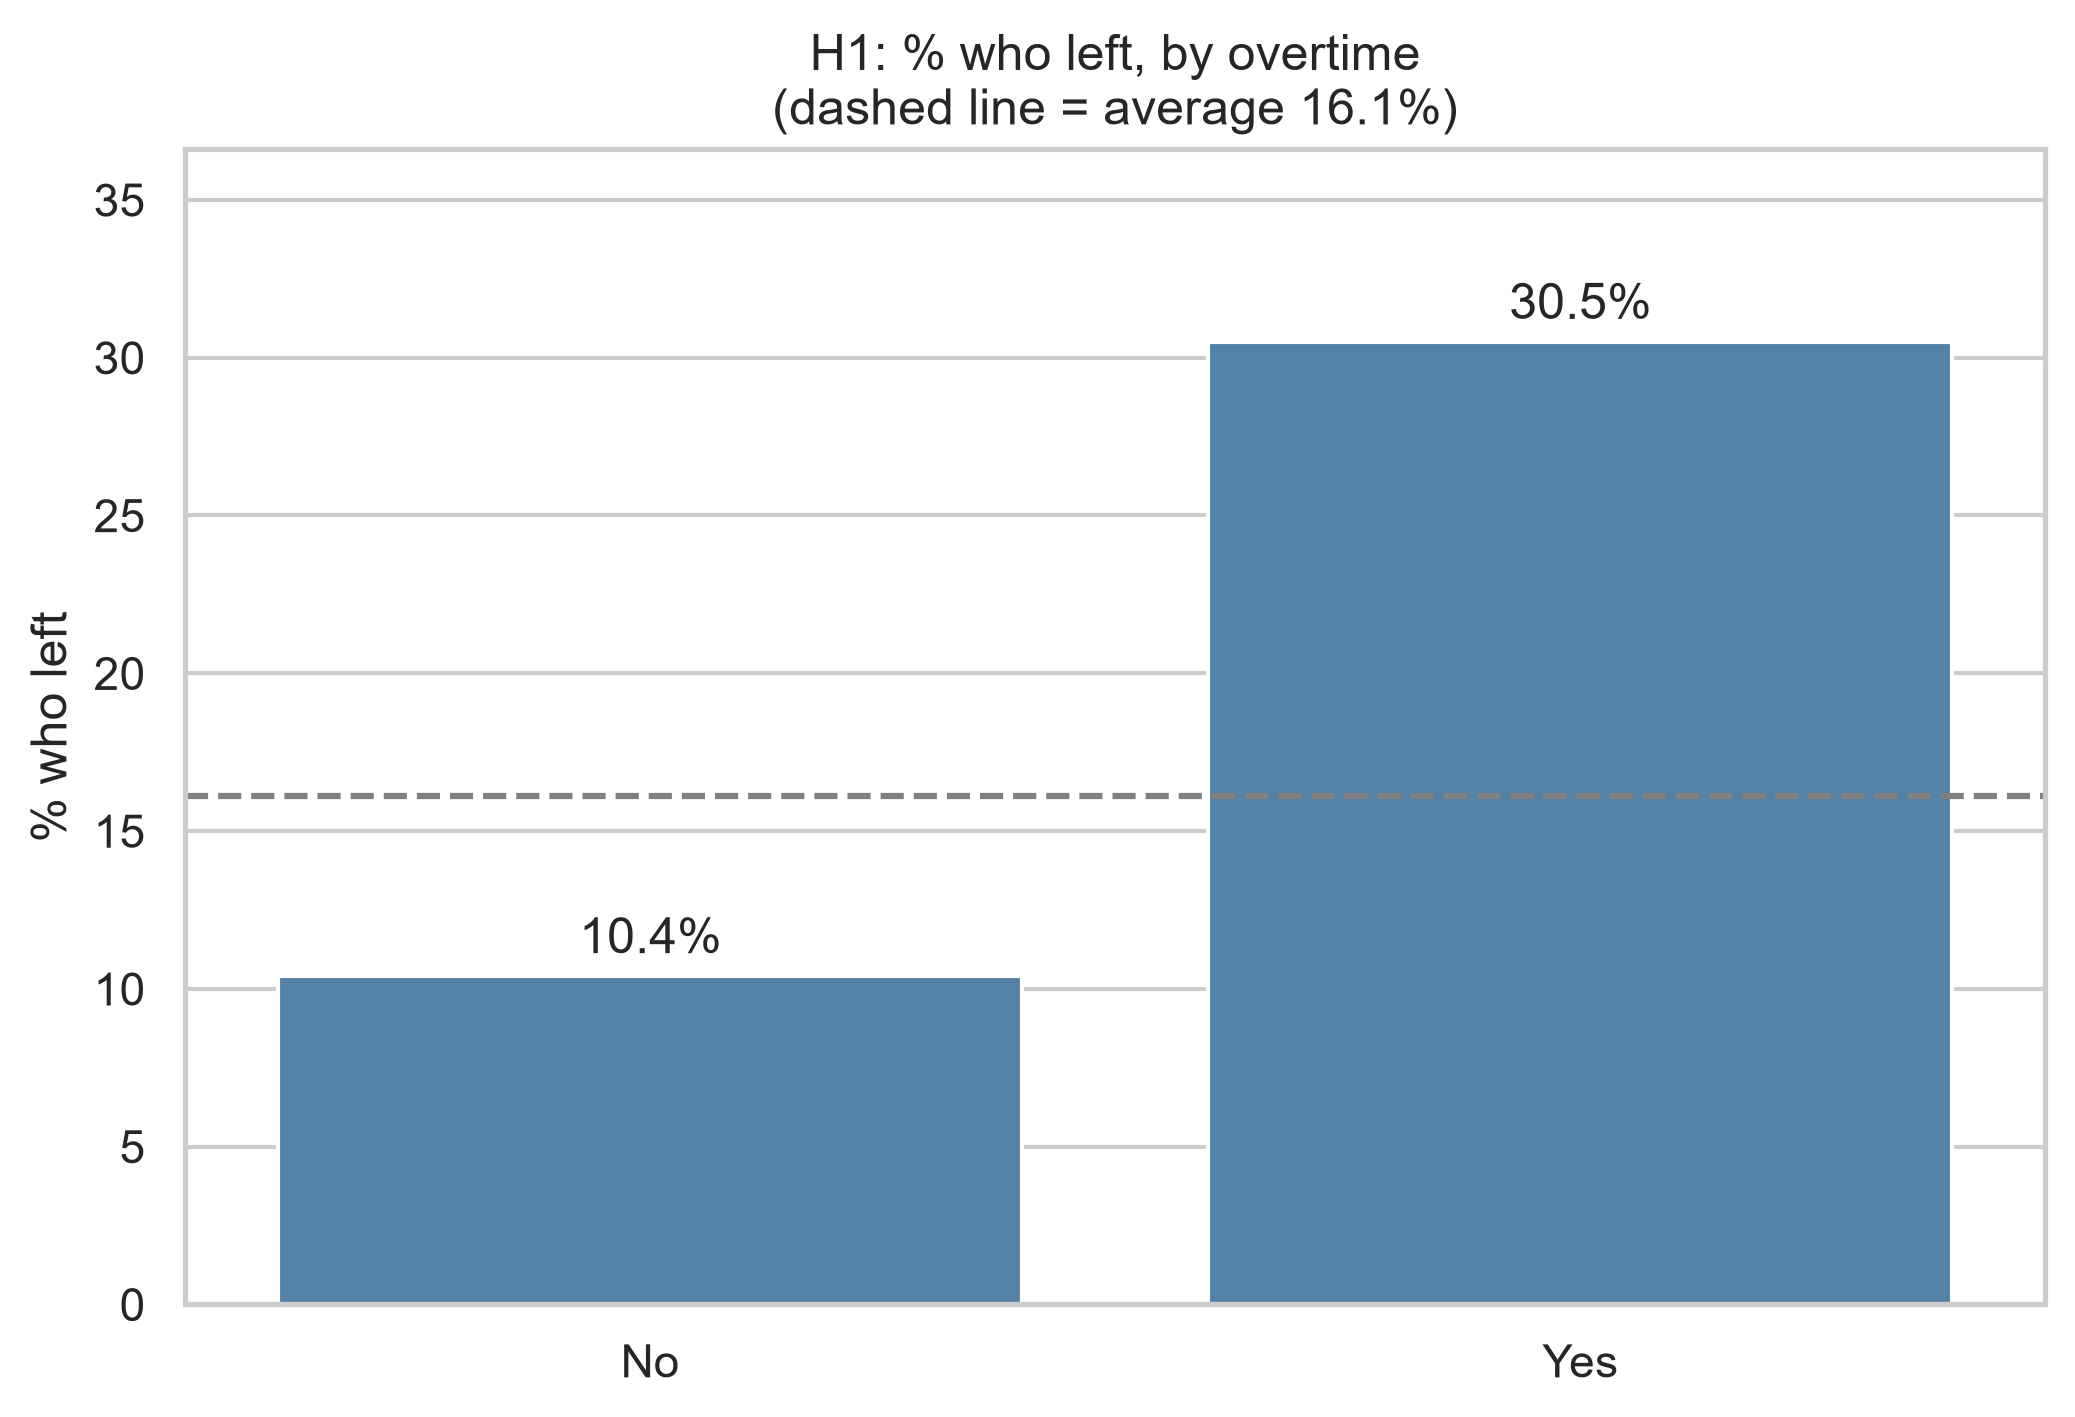 H1: % who left, by overtime
(dashed line = average 16.1%)
% who left
35
30
25
20
15
10
5
0
30.5%
10.4%
No
Yes